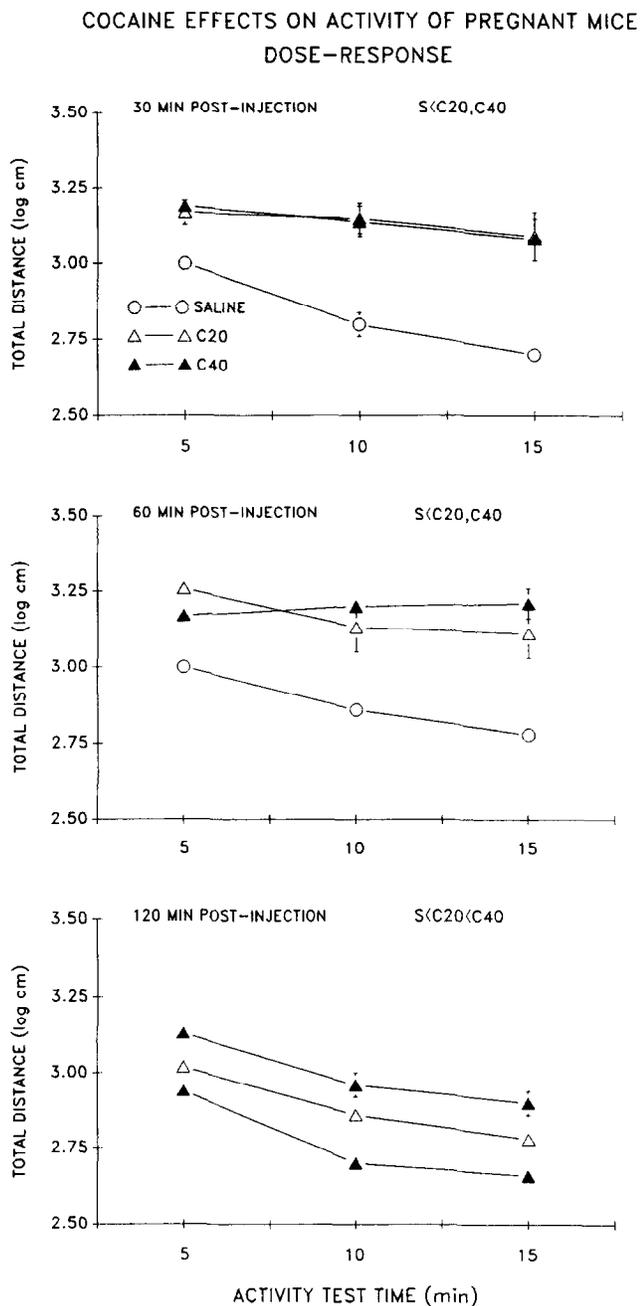 COCAINE EFFECTS ON ACTIVITY OF PREGNANT MICE
DOSE-RESPONSE
30 MIN POST-INJECTION S<C20,C40
3.50
3.25
3.00
2.75
2.50
TOTAL DISTANCE (log cm)
SALINE
C20
C40
5 10 15
60 MIN POST-INJECTION S<C20,C40
3.50
3.25
3.00
2.75
2.50
TOTAL DISTANCE (log cm)
5 10 15
120 MIN POST-INJECTION S<C20<C40
3.50
3.25
3.00
2.75
2.50
TOTAL DISTANCE (log cm)
5 10 15
ACTIVITY TEST TIME (min)